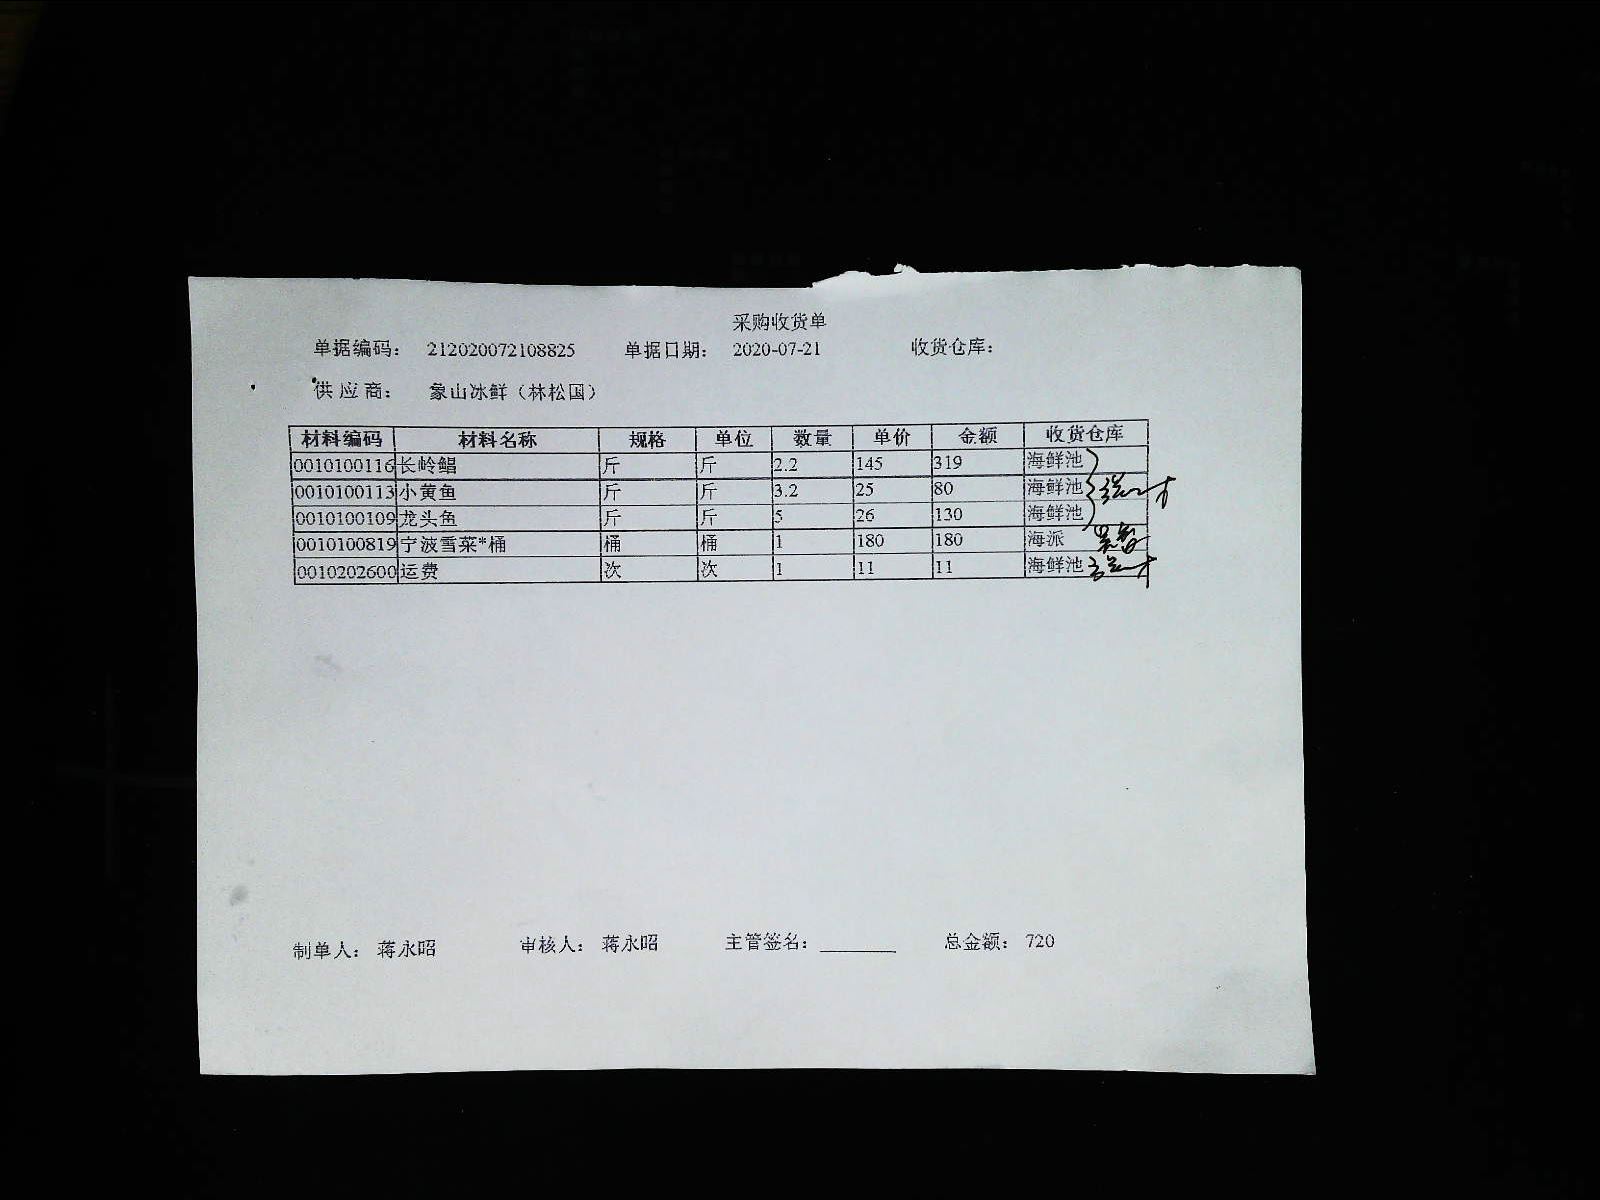 采购收货单
单据编码： 212020072108825 单据日期： 2020-07-21 收货仓库：
供应商： 象山冰鲜（林松国）
材料编码 材料名称 规格 单位 数量 单价 金额 收货仓库
0010100116 长岭鲳 斤 斤 2.2 145 319 海鲜池
0010100113 小黄鱼 斤 斤 3.2 25 80 海鲜池
0010100109 龙头鱼 斤 斤 5 26 130 海鲜池
0010100819 宁波雪菜*桶 桶 桶 1 180 180 海派
0010202600 运费 次 次 1 11 11 海鲜池
制单人： 蒋永昭 审核人： 蒋永昭 主管签名： 总金额： 720